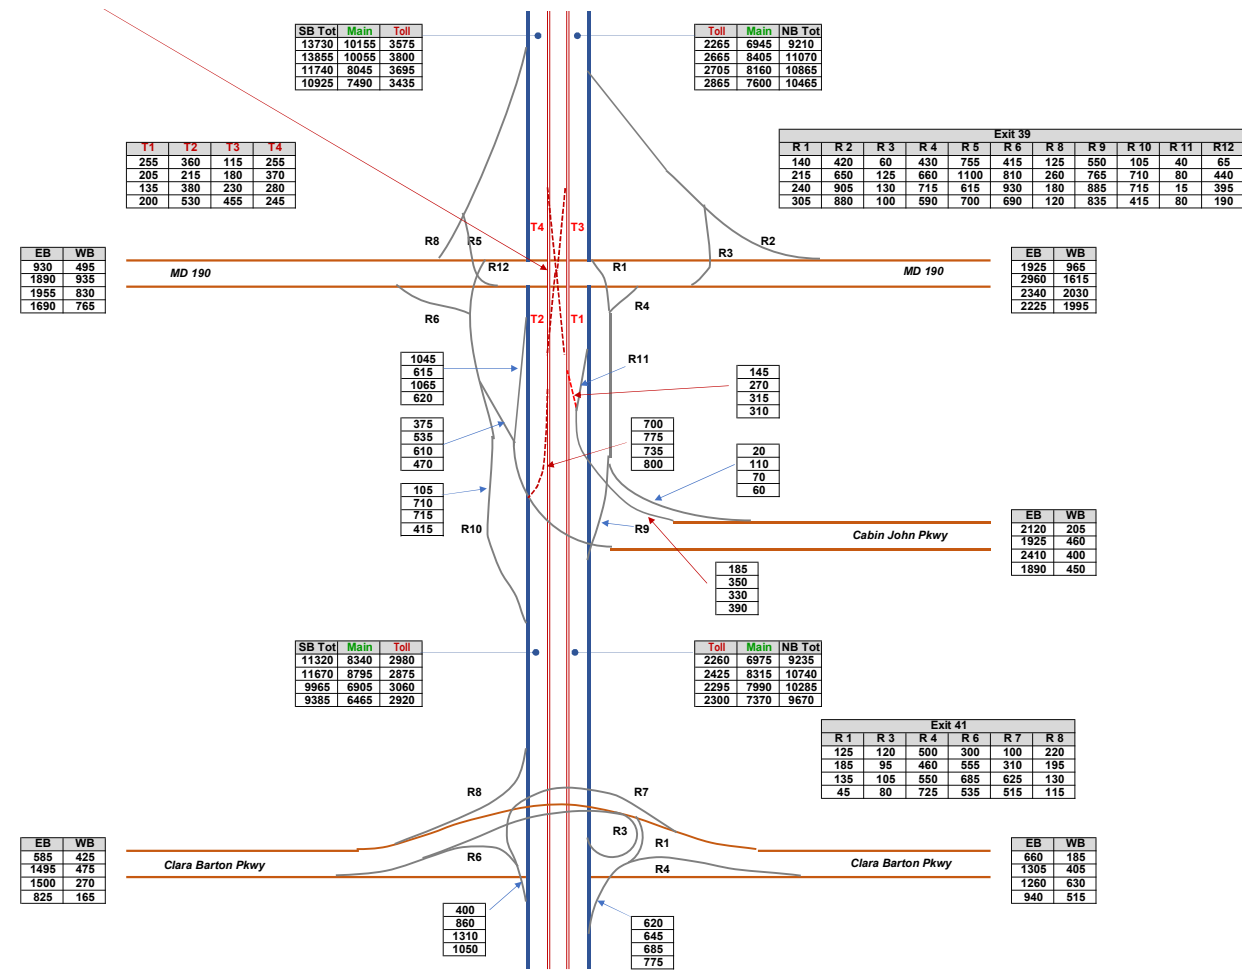 SB Tot Main Toll
13730 10155 3575
13855 10055 3800
11740 8045 3695
10925 7490 3435
Toll Main NB Tot
2265 6945 9210
2665 8405 11070
2705 8160 10865
2865 7600 10465
T1 T2 T3 T4
255 360 115 255
205 215 180 370
135 380 230 280
200 530 455 245
Exit 39
R 1 R 2 R 3 R 4 R 5 R 6 R 8 R 9 R 10 R 11 R12
140 420 60 430 755 415 125 550 105 40 65
215 650 125 660 1100 810 260 765 710 80 440
240 905 130 715 615 930 180 885 715 15 395
305 880 100 590 700 690 120 835 415 80 190
T4 T3
R8 R5 R3 R2
EB WB
930 495
1890 935
1955 830
1690 765
MD 190
R12 R1
MD 190
EB WB
1925 965
2960 1615
2340 2030
2225 1995
R6 T2 T1 R4
R11
1045
615
1065
620
145
270
315
310
375
535
610
470
700
775
735
800
20
110
70
60
105
710
715
415
R10
R9
Cabin John Pkwy
EB WB
2120 205
1925 460
2410 400
1890 450
185
350
330
390
SB Tot Main Toll
11320 8340 2980
11670 8795 2875
9965 6905 3060
9385 6465 2920
Toll Main NB Tot
2260 6975 9235
2425 8315 10740
2295 7990 10285
2300 7370 9670
Exit 41
R 1 R 3 R 4 R 6 R 7 R 8
125 120 500 300 100 220
185 95 460 555 310 195
135 105 550 685 625 130
45 80 725 535 515 115
R8 R7
R3
R1
R6
R4
EB WB
585 425
1495 475
1500 270
825 165
Clara Barton Pkwy
Clara Barton Pkwy
EB WB
660 185
1305 405
1260 630
940 515
400
860
1310
1050
620
645
685
775